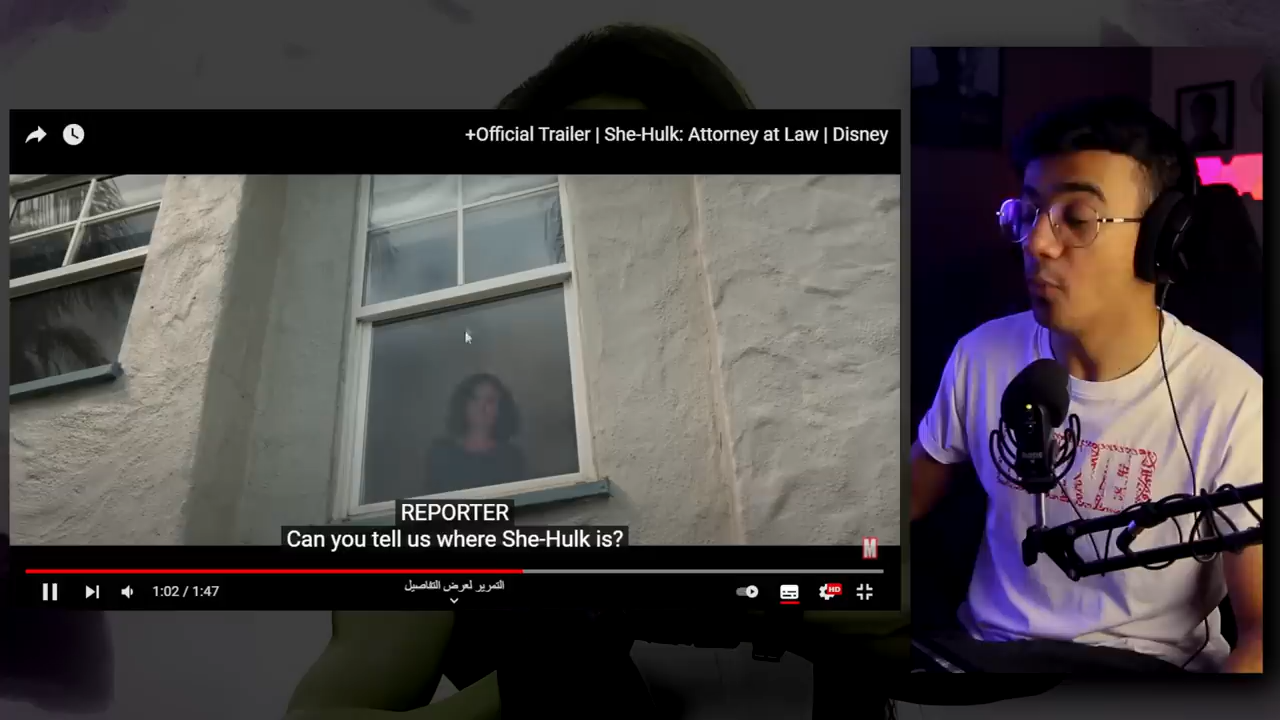 +Official Trailer | She-Hulk: Attorney at Law | Disney
REPORTER
Can you tell us where She-Hulk is?
M
1:02 / 1:47
التمرير لعرض التفاصيل
HD